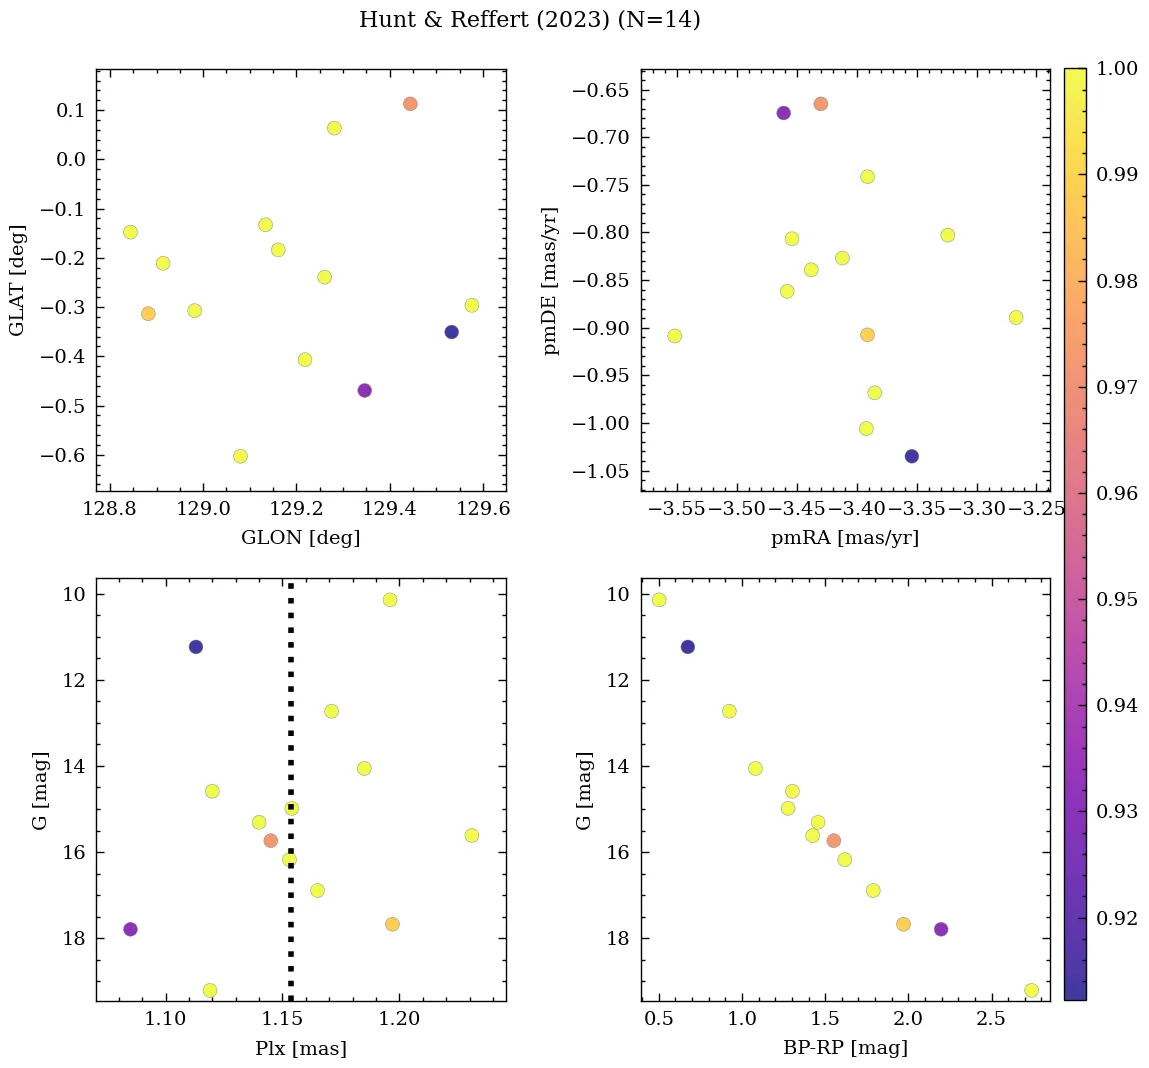 Hunt & Reffert (2023) (N=14)
0.1
0.0
−0.1
−0.2
−0.3
−0.4
−0.5
−0.6
GLAT [deg]
128.8 129.0 129.2 129.4 129.6
GLON [deg]
−0.65
−0.70
−0.75
−0.80
−0.85
−0.90
−0.95
−1.00
−1.05
pmDE [mas/yr]
−3.55 −3.50 −3.45 −3.40 −3.35 −3.30 −3.25
pmRA [mas/yr]
10
12
14
16
18
G [mag]
1.10 1.15 1.20
Plx [mas]
10
12
14
16
18
G [mag]
0.5 1.0 1.5 2.0 2.5
BP-RP [mag]
1.00
0.99
0.98
0.97
0.96
0.95
0.94
0.93
0.92